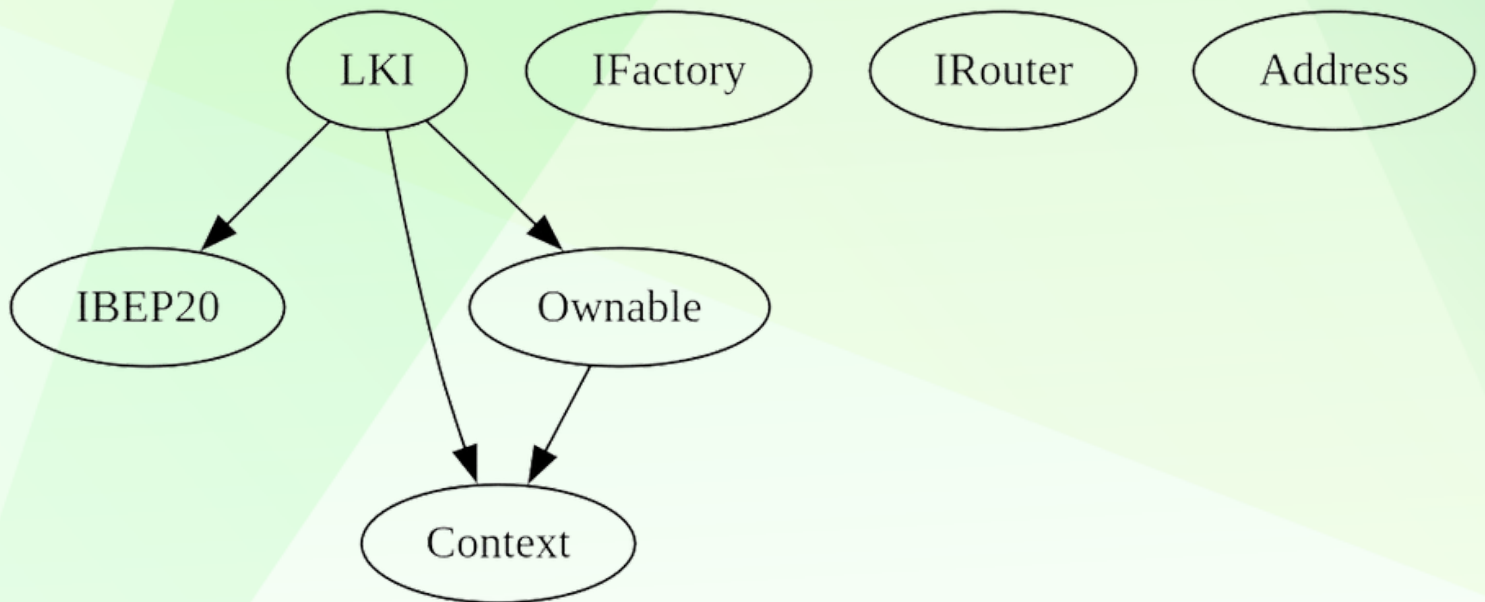 LKI
IFactory
IRouter
Address
IBEP20
Ownable
Context